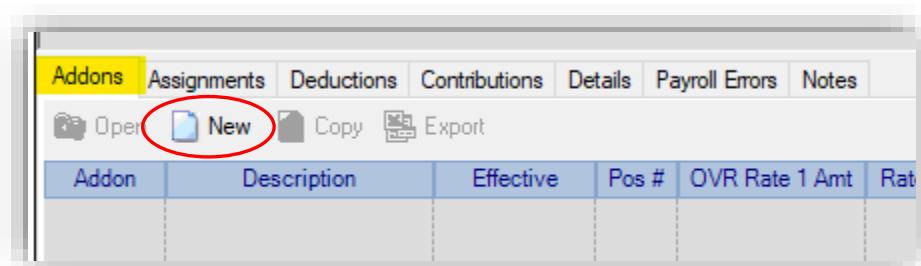 Addons Assignments Deductions Contributions Details Payroll Errors Notes
Open New Copy Export
Addon Description Effective Pos # OVR Rate 1 Amt